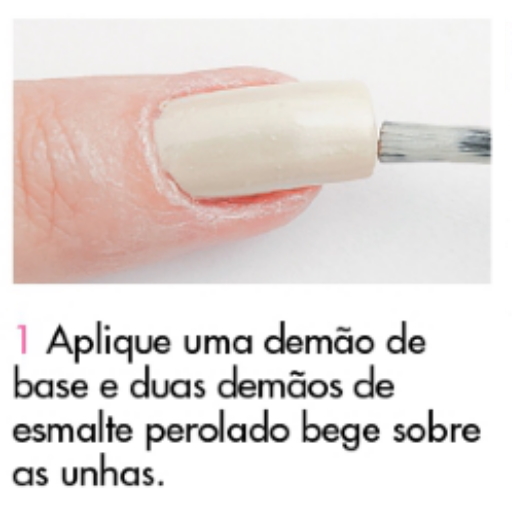 1 Aplique uma demão de
base e duas demãos de
esmalte perolado bege sobre
as unhas.